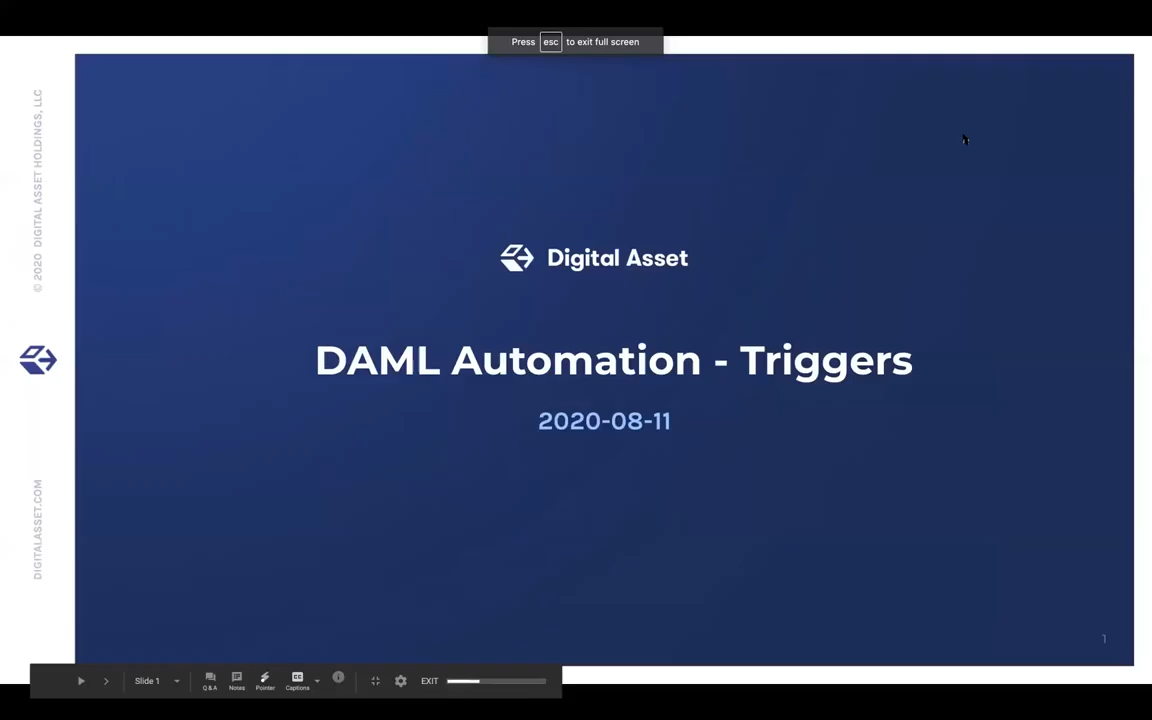 Press esc to exit full screen
© 2020 DIGITAL ASSET HOLDINGS, LLC
DIGITALASSET.COM
Digital Asset
DAML Automation - Triggers
2020-08-11
1
Slide 1
Q & A
Notes
Pointer
CC
Captions
EXIT